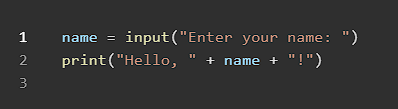 1 name = input("Enter your name: ")
2 print("Hello, " + name + "!")
3